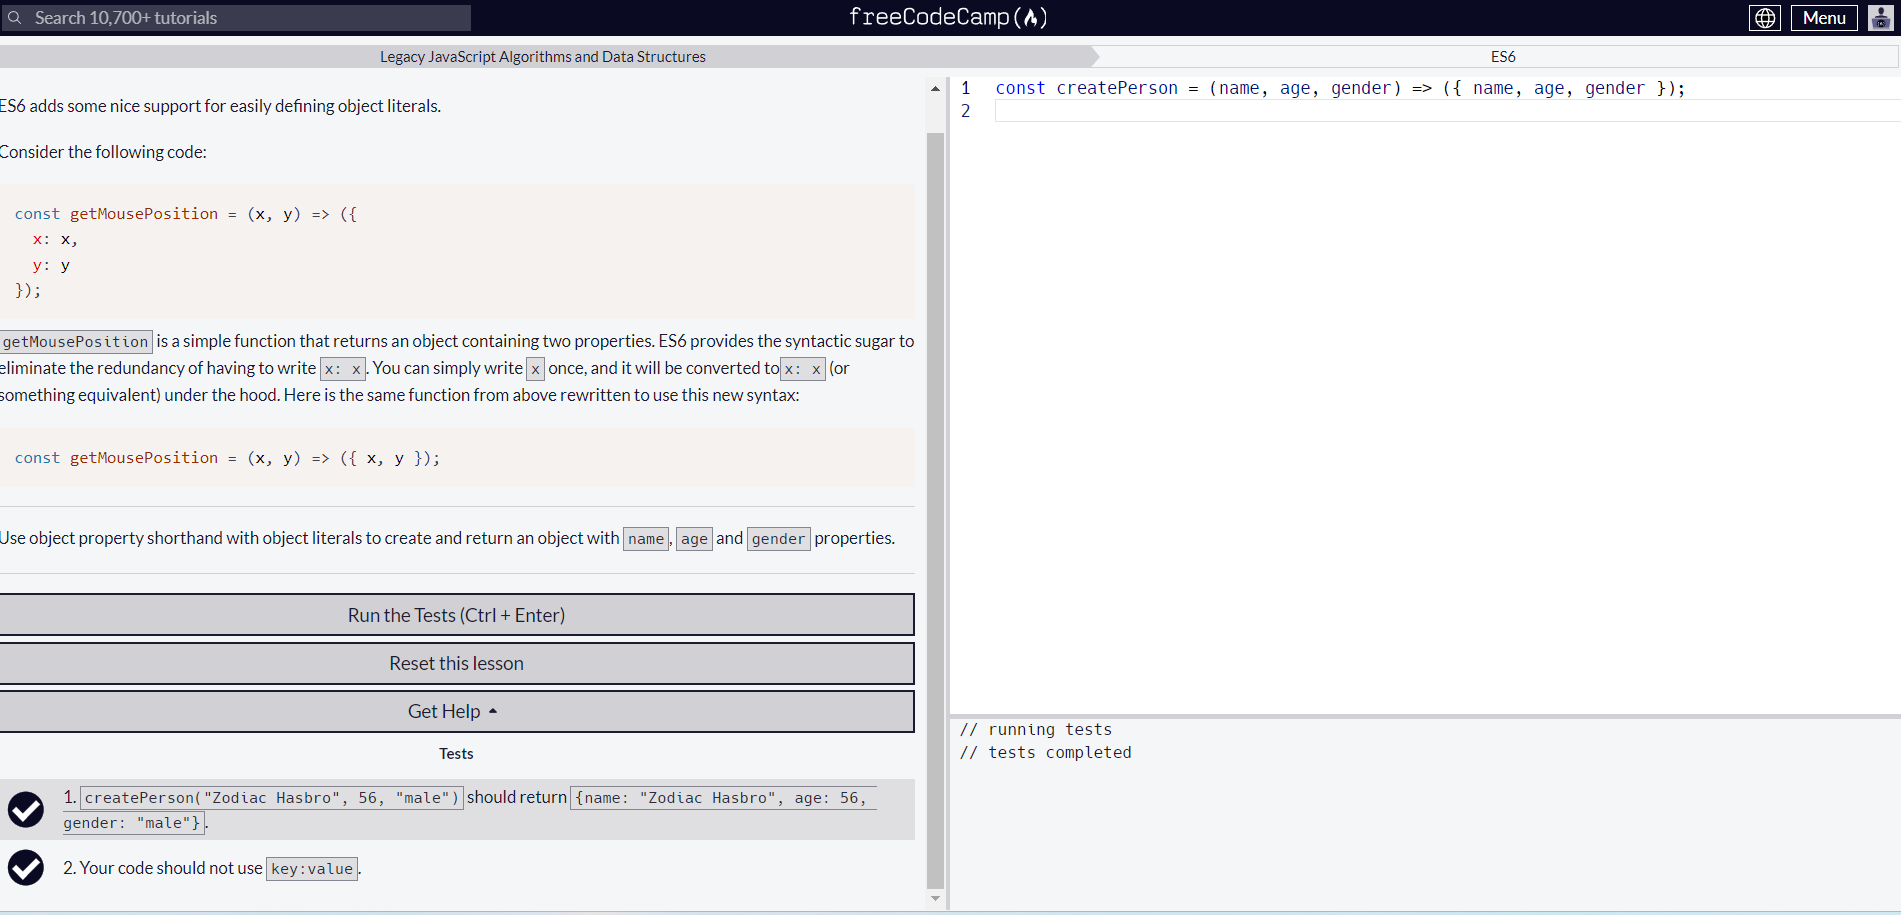 Search 10,700+ tutorials
freeCodeCamp
Menu
Legacy JavaScript Algorithms and Data Structures
ES6
ES6 adds some nice support for easily defining object literals.
Consider the following code:
const getMousePosition = (x, y) => ({
  x: x,
  y: y
});
getMousePosition is a simple function that returns an object containing two properties. ES6 provides the syntactic sugar to
eliminate the redundancy of having to write x: x. You can simply write x once, and it will be converted to x: x (or
something equivalent) under the hood. Here is the same function from above rewritten to use this new syntax:
const getMousePosition = (x, y) => ({ x, y });
Use object property shorthand with object literals to create and return an object with name, age and gender properties.
Run the Tests (Ctrl + Enter)
Reset this lesson
Get Help
Tests
1. createPerson("Zodiac Hasbro", 56, "male") should return {name: "Zodiac Hasbro", age: 56,
gender: "male"}.
2. Your code should not use key:value.
1 const createPerson = (name, age, gender) => ({ name, age, gender });
2
// running tests
// tests completed